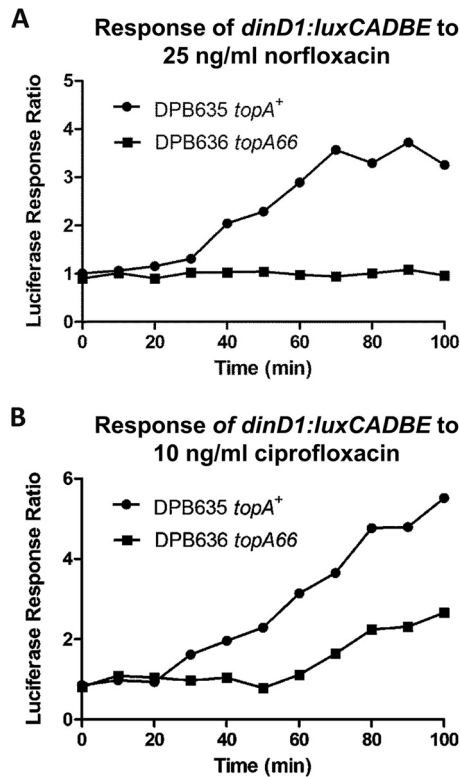 A
Response of dinD1:luxCADBE to
25 ng/ml norfloxacin
5
4
3
2
1
0
Luciferase Response Ratio
DPB635 topA+
DPB636 topA66
0 20 40 60 80 100
Time (min)
B
Response of dinD1:luxCADBE to
10 ng/ml ciprofloxacin
6
4
2
0
Luciferase Response Ratio
DPB635 topA+
DPB636 topA66
0 20 40 60 80 100
Time (min)